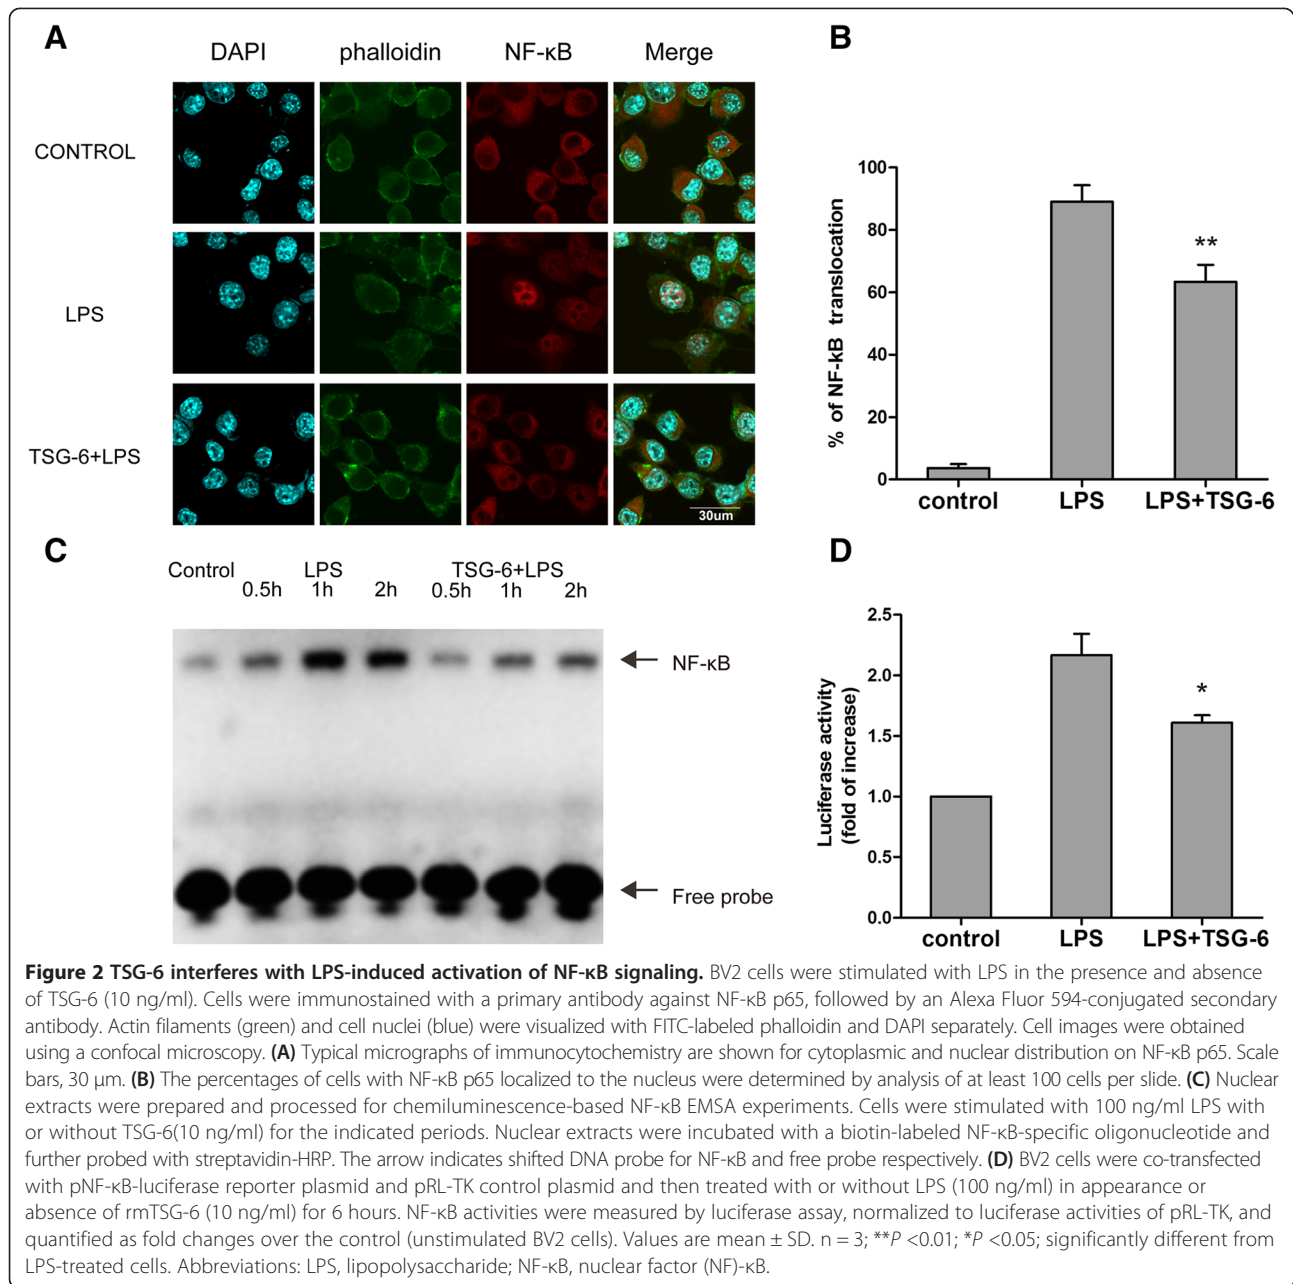 A
DAPI phalloidin NF-κB Merge
CONTROL
LPS
TSG-6+LPS
30um
B
% of NF-kB translocation
100
80
60
40
20
0
**
control LPS LPS+TSG-6
C
Control LPS TSG-6+LPS
0.5h 1h 2h 0.5h 1h 2h
NF-κB
Free probe
D
Luciferase activity
(fold of increase)
2.5
2.0
1.5
1.0
0.5
0.0
*
control LPS LPS+TSG-6
Figure 2 TSG-6 interferes with LPS-induced activation of NF-κB signaling. BV2 cells were stimulated with LPS in the presence and absence
of TSG-6 (10 ng/ml). Cells were immunostained with a primary antibody against NF-κB p65, followed by an Alexa Fluor 594-conjugated secondary
antibody. Actin filaments (green) and cell nuclei (blue) were visualized with FITC-labeled phalloidin and DAPI separately. Cell images were obtained
using a confocal microscopy. (A) Typical micrographs of immunocytochemistry are shown for cytoplasmic and nuclear distribution on NF-κB p65. Scale
bars, 30 μm. (B) The percentages of cells with NF-κB p65 localized to the nucleus were determined by analysis of at least 100 cells per slide. (C) Nuclear
extracts were prepared and processed for chemiluminescence-based NF-κB EMSA experiments. Cells were stimulated with 100 ng/ml LPS with
or without TSG-6(10 ng/ml) for the indicated periods. Nuclear extracts were incubated with a biotin-labeled NF-κB-specific oligonucleotide and
further probed with streptavidin-HRP. The arrow indicates shifted DNA probe for NF-κB and free probe respectively. (D) BV2 cells were co-transfected
with pNF-κB-luciferase reporter plasmid and pRL-TK control plasmid and then treated with or without LPS (100 ng/ml) in appearance or
absence of rmTSG-6 (10 ng/ml) for 6 hours. NF-κB activities were measured by luciferase assay, normalized to luciferase activities of pRL-TK, and
quantified as fold changes over the control (unstimulated BV2 cells). Values are mean ± SD. n = 3; **P <0.01; *P <0.05; significantly different from
LPS-treated cells. Abbreviations: LPS, lipopolysaccharide; NF-κB, nuclear factor (NF)-κB.